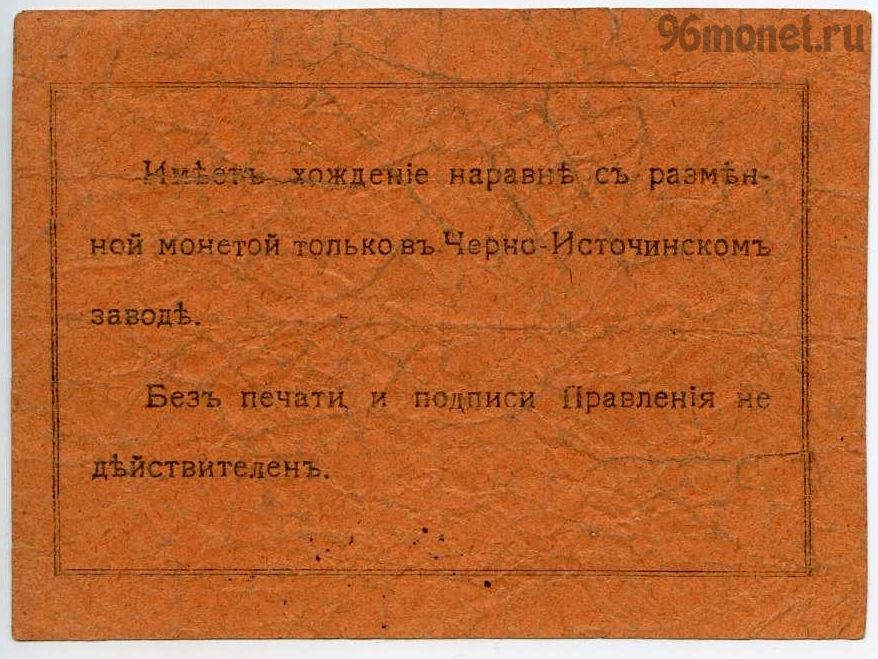 96monet.ru
Имѣетъ хожденіе наравнѣ съ размѣн-
ной монетой только въ Черно-Источинскомъ
заводѣ.
Безъ печати и подписи Правленія не
дѣйствителенъ.